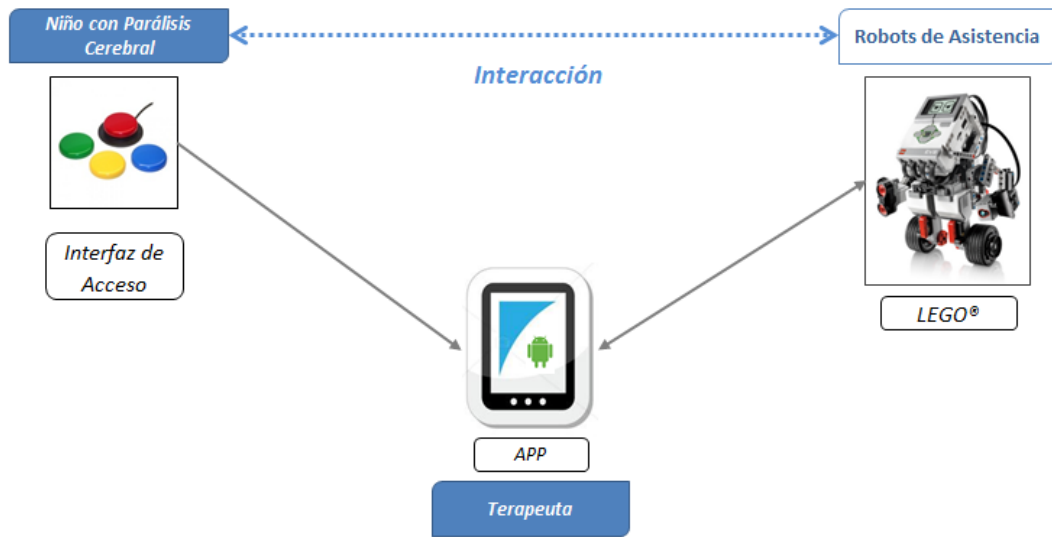 Niño con Parálisis
Cerebral
Robots de Asistencia
Interacción
Interfaz de
Acceso
LEGO®
APP
Terapeuta